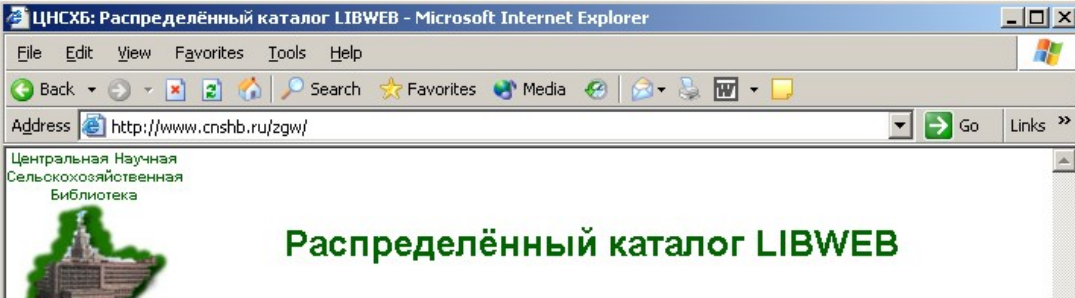 ЦНСХБ: Распределённый каталог LIBWEB - Microsoft Internet Explorer
File Edit View Favorites Tools Help
Back Search Favorites Media
Address http://www.cnshb.ru/zgw/ Go Links »
Центральная Научная
Сельскохозяйственная
Библиотека
Распределённый каталог LIBWEB